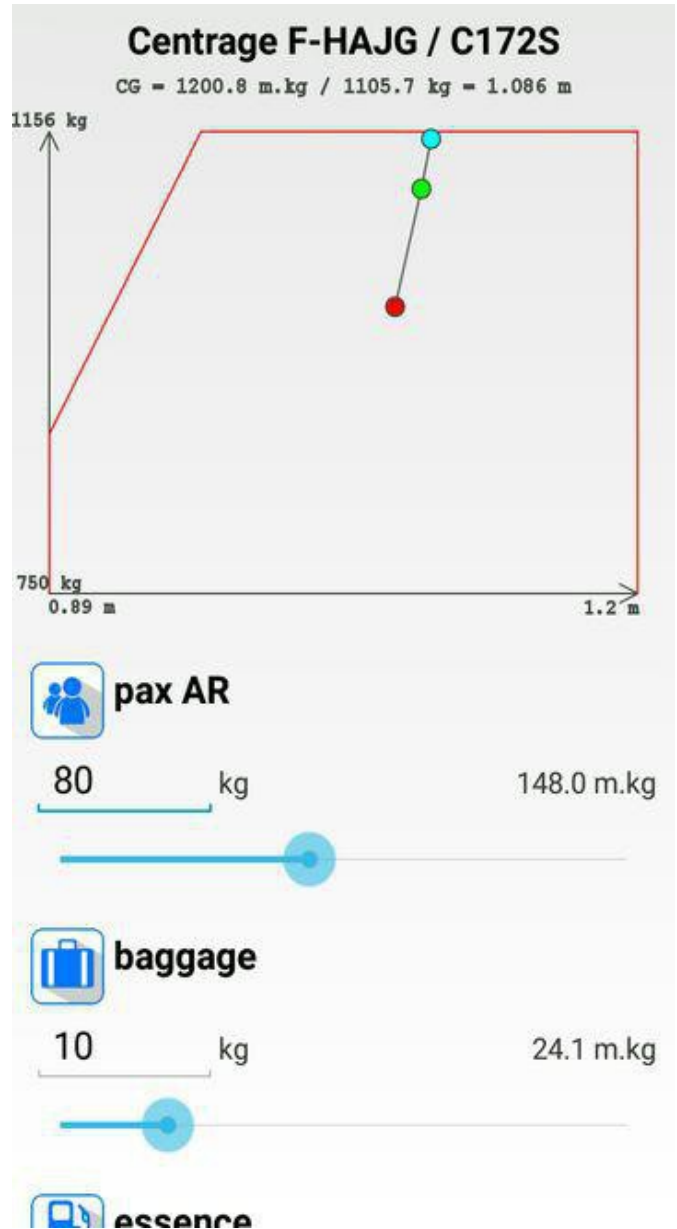 Centrage F-HAJG / C172S
CG = 1200.8 m.kg / 1105.7 kg = 1.086 m
1156 kg
750 kg
0.89 m 1.2 m
pax AR
80 kg 148.0 m.kg
baggage
10 kg 24.1 m.kg
essence